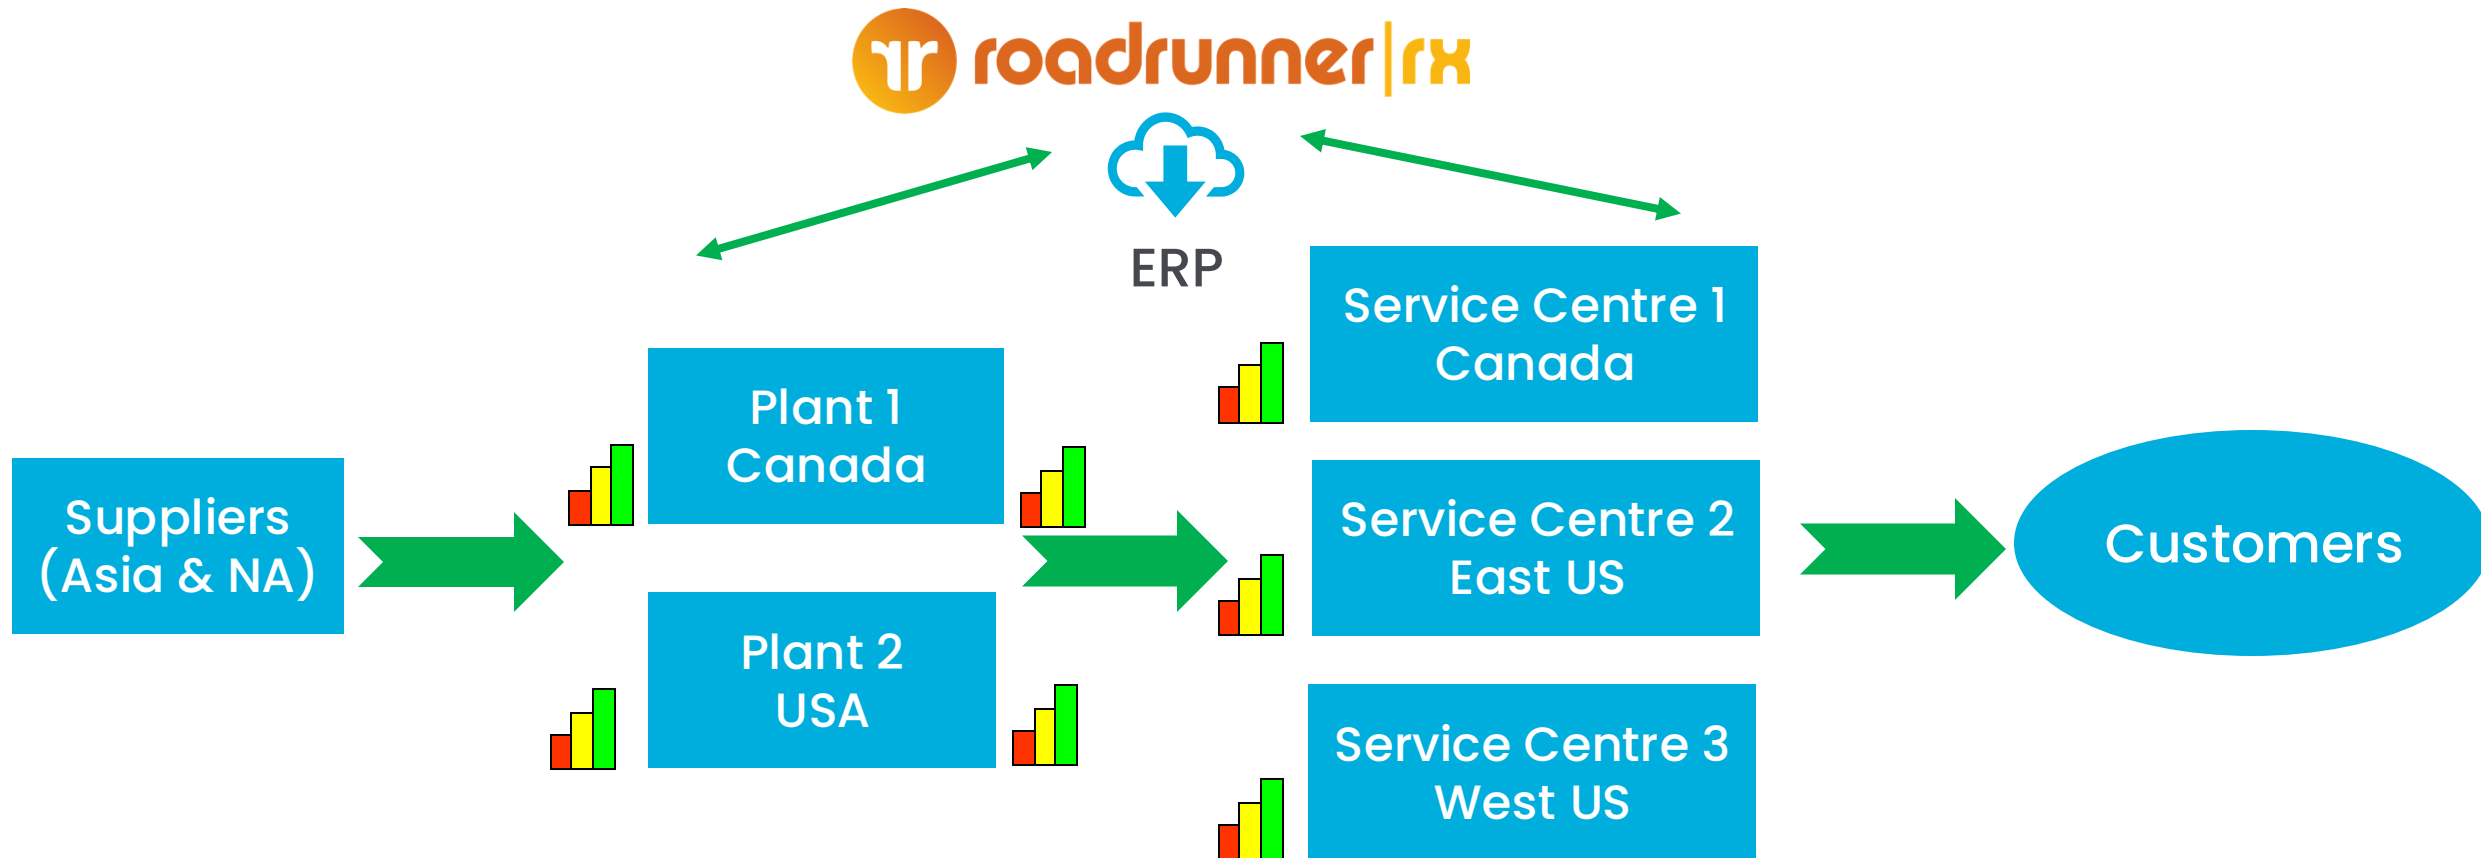 roadrunner|rx
ERP
Suppliers
(Asia & NA)
Plant 1
Canada
Plant 2
USA
Service Centre 1
Canada
Service Centre 2
East US
Service Centre 3
West US
Customers